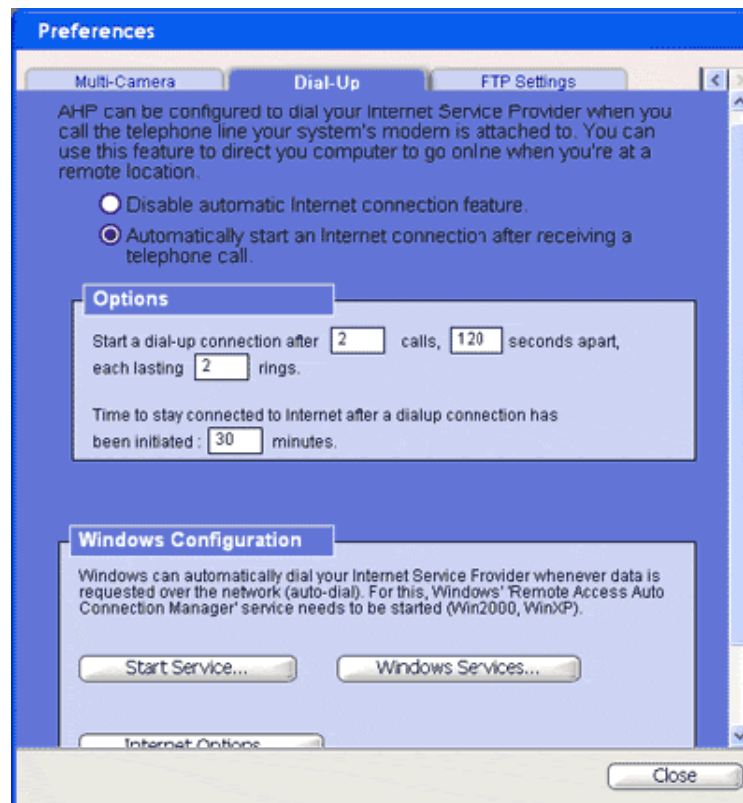 Preferences
Multi-Camera
Dial-Up
FTP Settings
AHP can be configured to dial your Internet Service Provider when you
call the telephone line your system's modem is attached to. You can
use this feature to direct you computer to go online when you're at a
remote location.
Disable automatic Internet connection feature.
Automatically start an Internet connection after receiving a
telephone call.
Options
Start a dial-up connection after 2 calls, 120 seconds apart,
each lasting 2 rings.
Time to stay connected to Internet after a dialup connection has
been initiated : 30 minutes.
Windows Configuration
Windows can automatically dial your Internet Service Provider whenever data is
requested over the network (auto-dial). For this, Windows' 'Remote Access Auto
Connection Manager' service needs to be started (Win2000, WinXP).
Start Service...
Windows Services...
Internet Options
Close